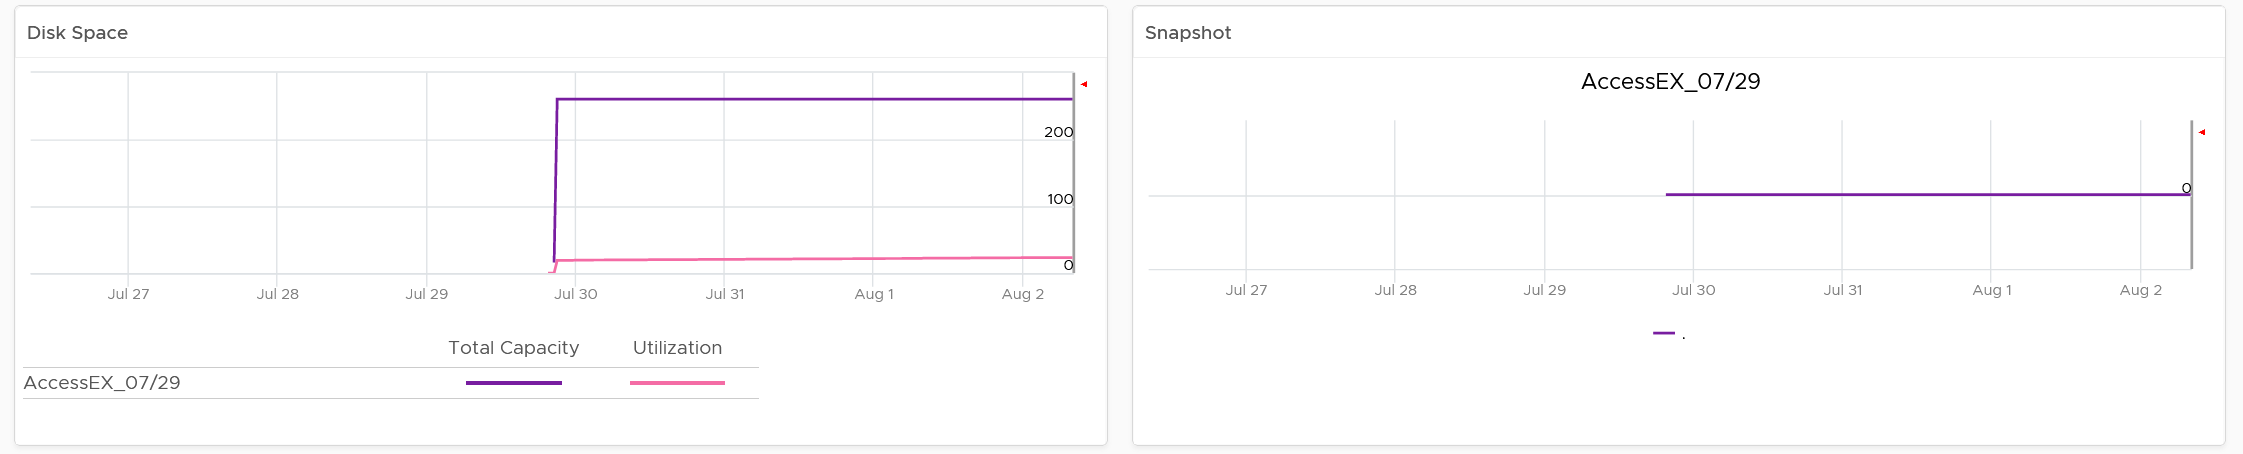 Disk Space
200
100
0
Jul 27 Jul 28 Jul 29 Jul 30 Jul 31 Aug 1 Aug 2
Total Capacity Utilization
AccessEX_07/29
Snapshot
AccessEX_07/29
0
Jul 27 Jul 28 Jul 29 Jul 30 Jul 31 Aug 1 Aug 2
.